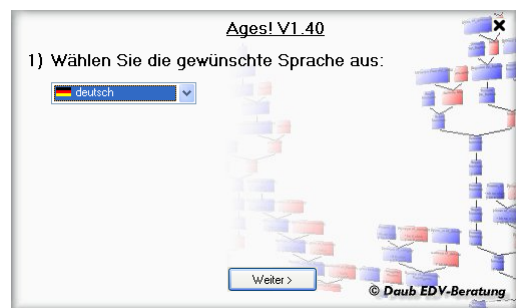 Ages! V1.40
1) Wählen Sie die gewünschte Sprache aus:
deutsch
Weiter >
© Daub EDV-Beratung